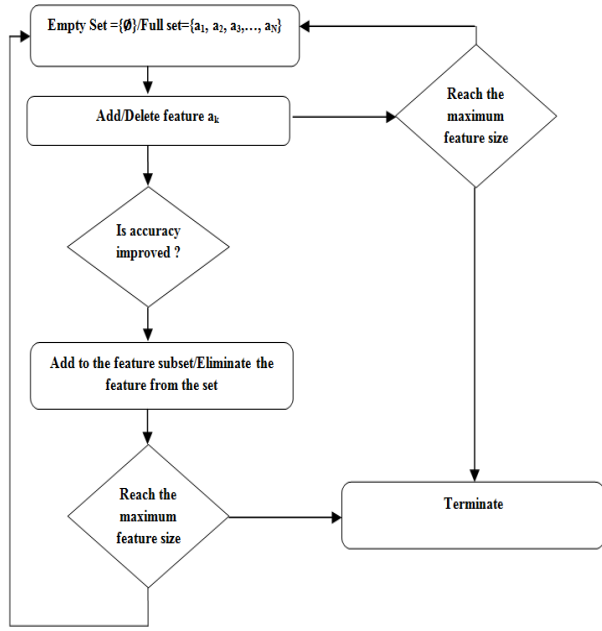 Empty Set ={Ø}/Full set={a₁, a₂, a₃,..., a_N}
Add/Delete feature aₖ
Reach the
maximum
feature size
Is accuracy
improved ?
Add to the feature subset/Eliminate the
feature from the set
Reach the
maximum
feature size
Terminate